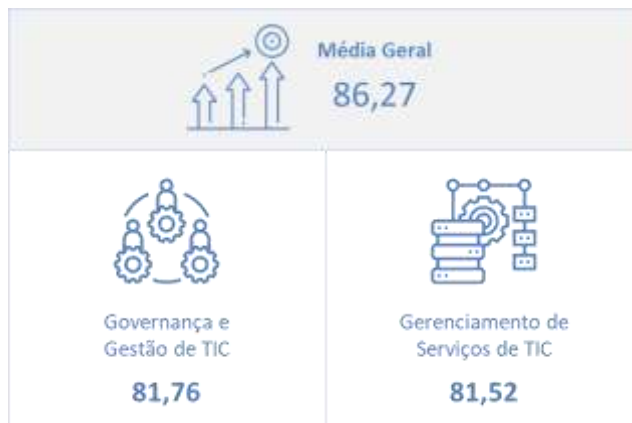 Média Geral
86,27
Governança e
Gestão de TIC
81,76
Gerenciamento de
Serviços de TIC
81,52